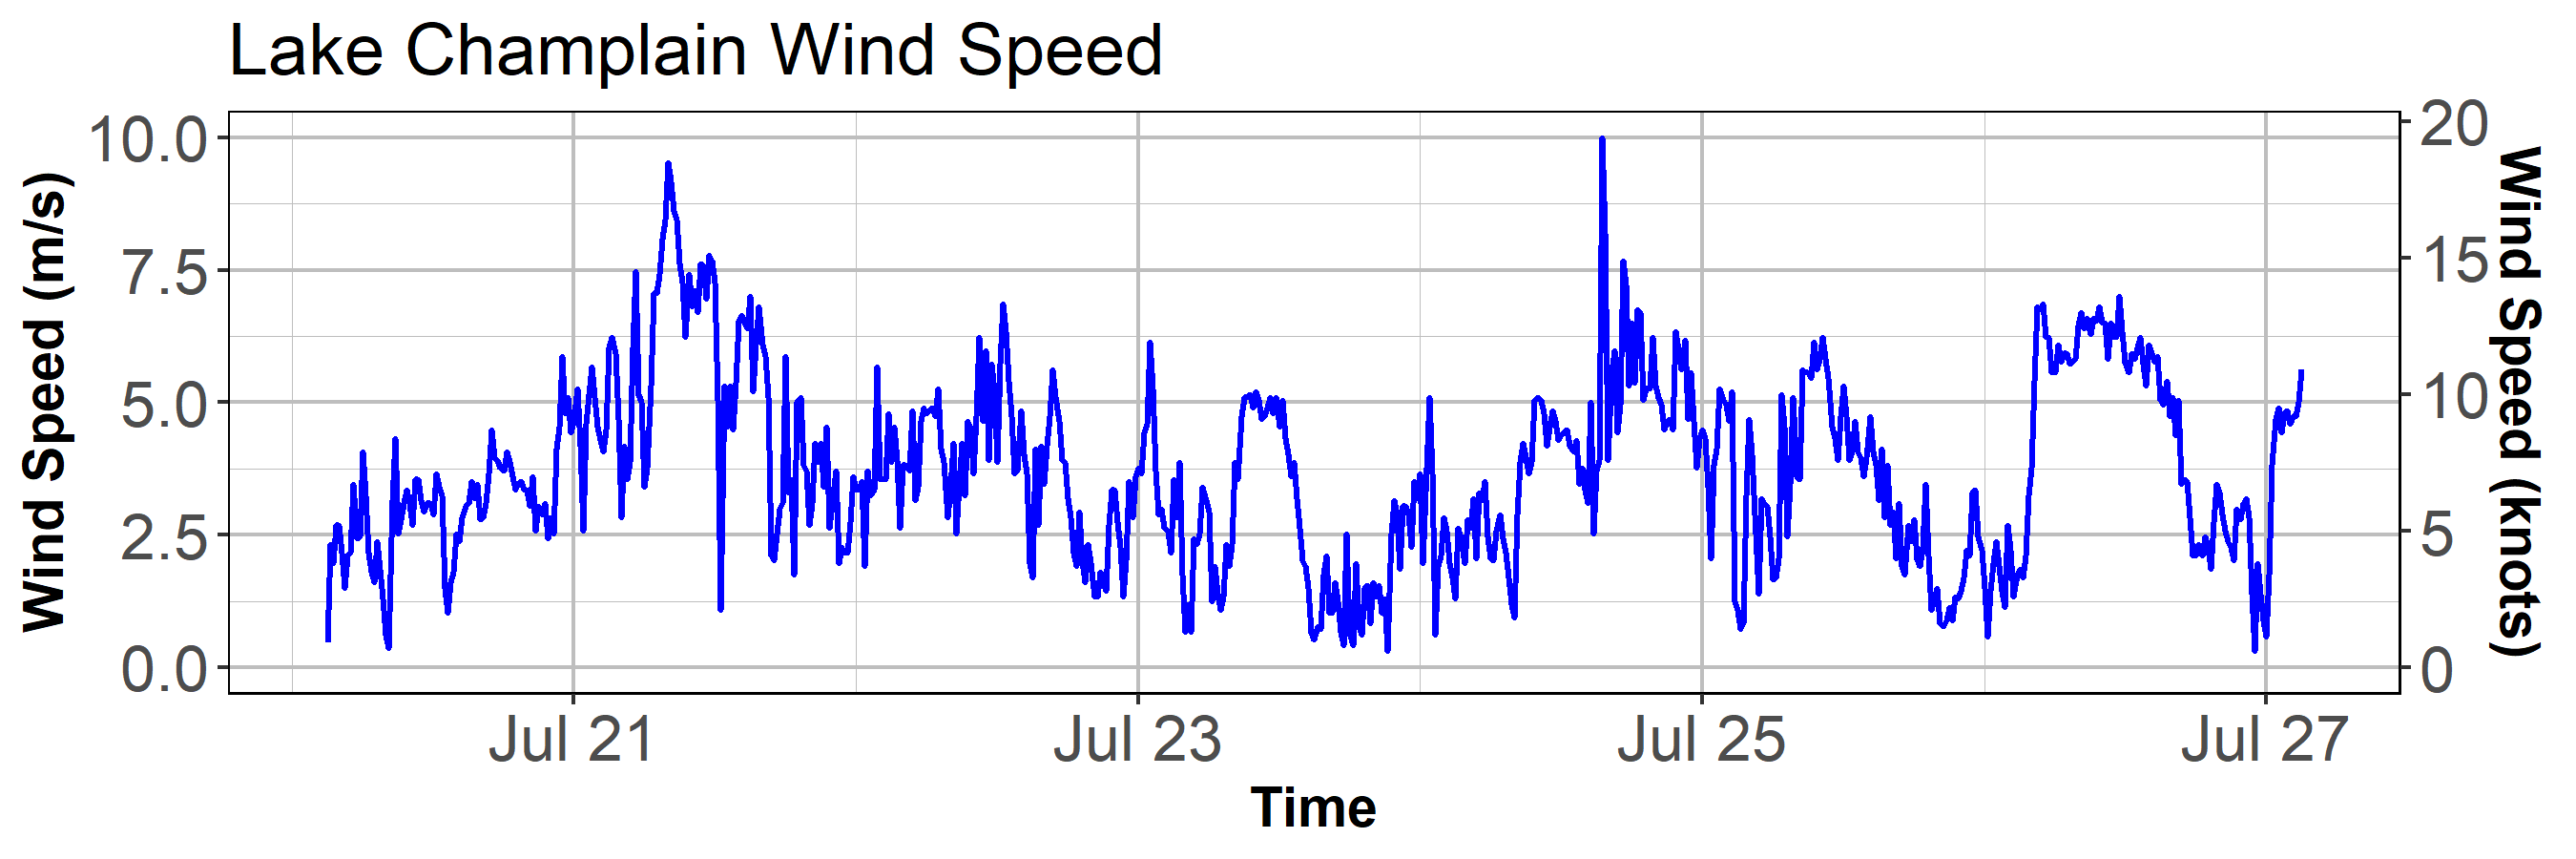 Lake Champlain Wind Speed
Wind Speed (m/s)
10.0
7.5
5.0
2.5
0.0
20
15
10
5
0
Wind Speed (knots)
Jul 21
Jul 23
Jul 25
Jul 27
Time